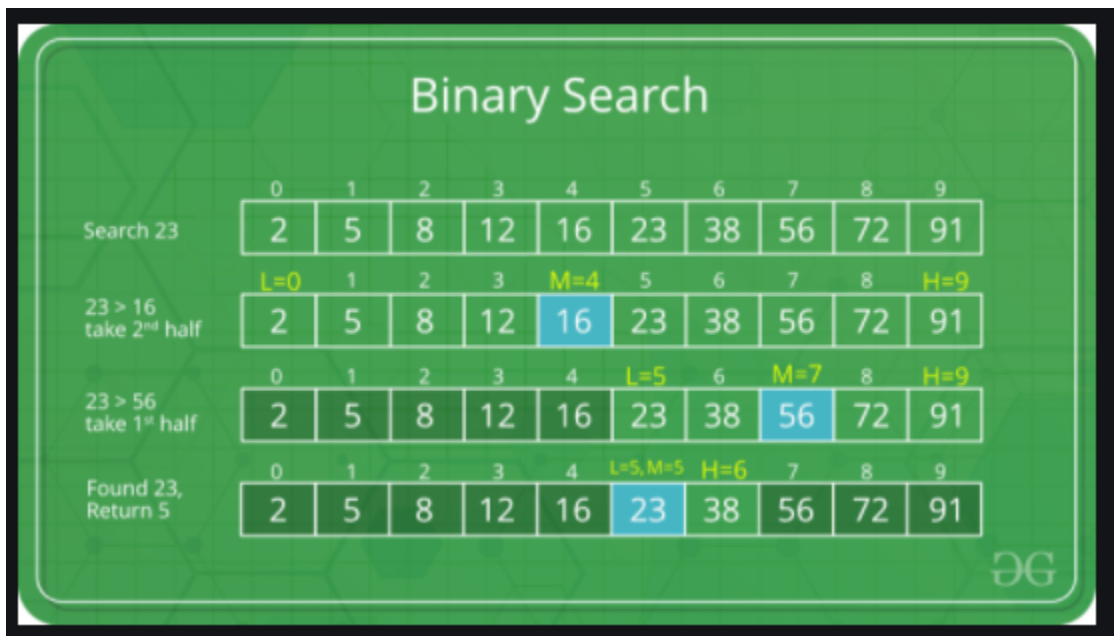 Binary Search
0 1 2 3 4 5 6 7 8 9
Search 23 2 5 8 12 16 23 38 56 72 91
L=0 1 2 3 M=4 5 6 7 8 H=9
23 > 16
take 2nd half 2 5 8 12 16 23 38 56 72 91
0 1 2 3 4 L=5 6 M=7 8 H=9
23 > 56
take 1st half 2 5 8 12 16 23 38 56 72 91
0 1 2 3 4 L=5, M=5 H=6 7 8 9
Found 23,
Return 5 2 5 8 12 16 23 38 56 72 91
GG